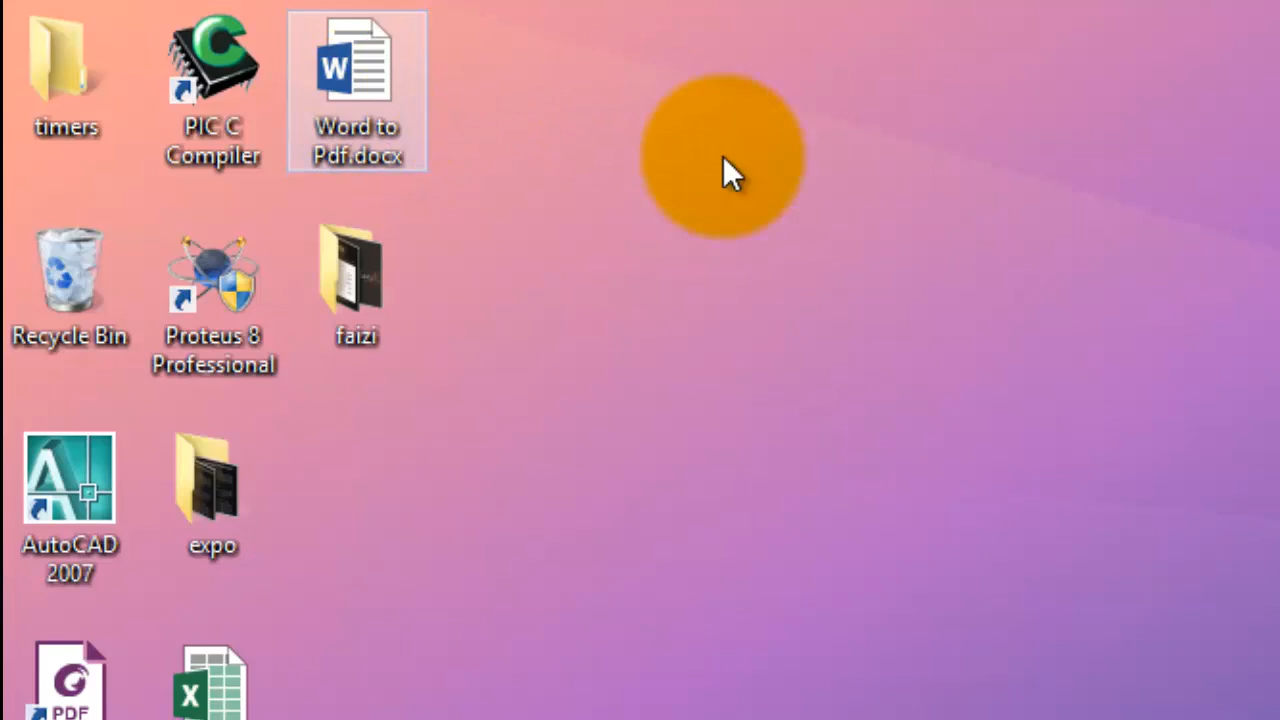 timers
PIC C
Compiler
W
Word to
Pdf.docx
Recycle Bin
Proteus 8
Professional
faizi
AutoCAD
2007
expo
PDF
X